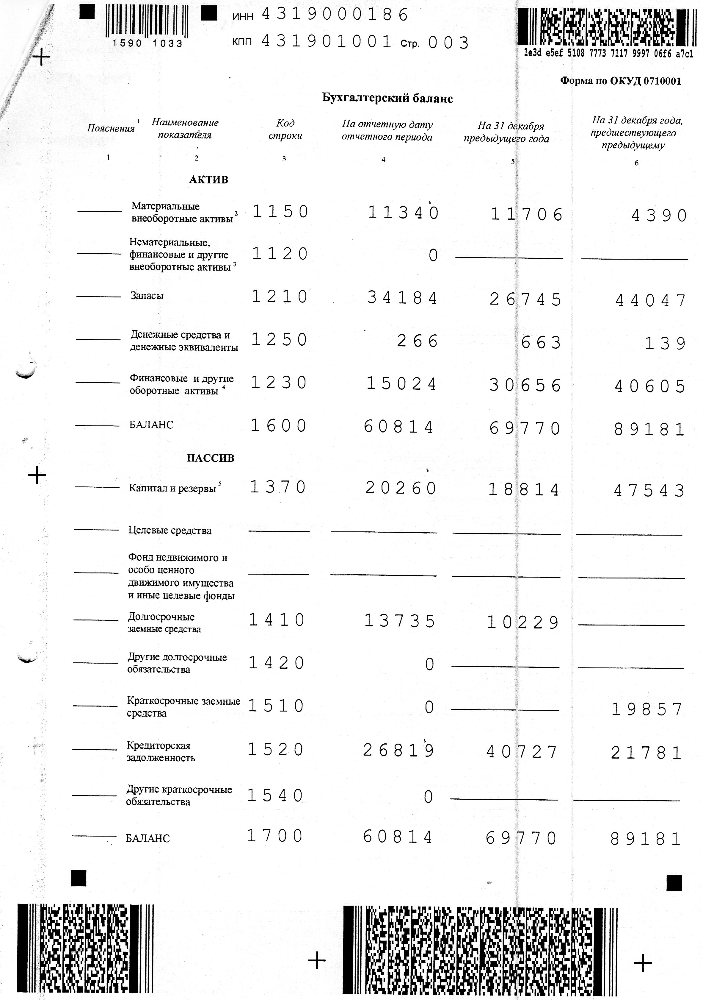 ИНН 4319000186
1590 1033
КПП 431901001 Стр. 003
1e3d e5ef 5108 7773 7117 9997 06f6 a7c1
Форма по ОКУД 0710001
Бухгалтерский баланс
Пояснения 1 Наименование показателя Код строки На отчетную дату отчетного периода На 31 декабря предыдущего года На 31 декабря года, предшествующего предыдущему
1 2 3 4 5 6
АКТИВ
Материальные
внеоборотные активы 2 1150 11340 11706 4390
Нематериальные,
финансовые и другие 1120 0
внеоборотные активы 3
Запасы 1210 34184 26745 44047
Денежные средства и
денежные эквиваленты 1250 266 663 139
Финансовые и другие
оборотные активы 4 1230 15024 30656 40605
БАЛАНС 1600 60814 69770 89181
ПАССИВ
Капитал и резервы 5 1370 20260 18814 47543
Целевые средства
Фонд недвижимого и
особо ценного
движимого имущества
и иные целевые фонды
Долгосрочные
заемные средства 1410 13735 10229
Другие долгосрочные
обязательства 1420 0
Краткосрочные заемные
средства 1510 0 19857
Кредиторская
задолженность 1520 26819 40727 21781
Другие краткосрочные
обязательства 1540 0
БАЛАНС 1700 60814 69770 89181